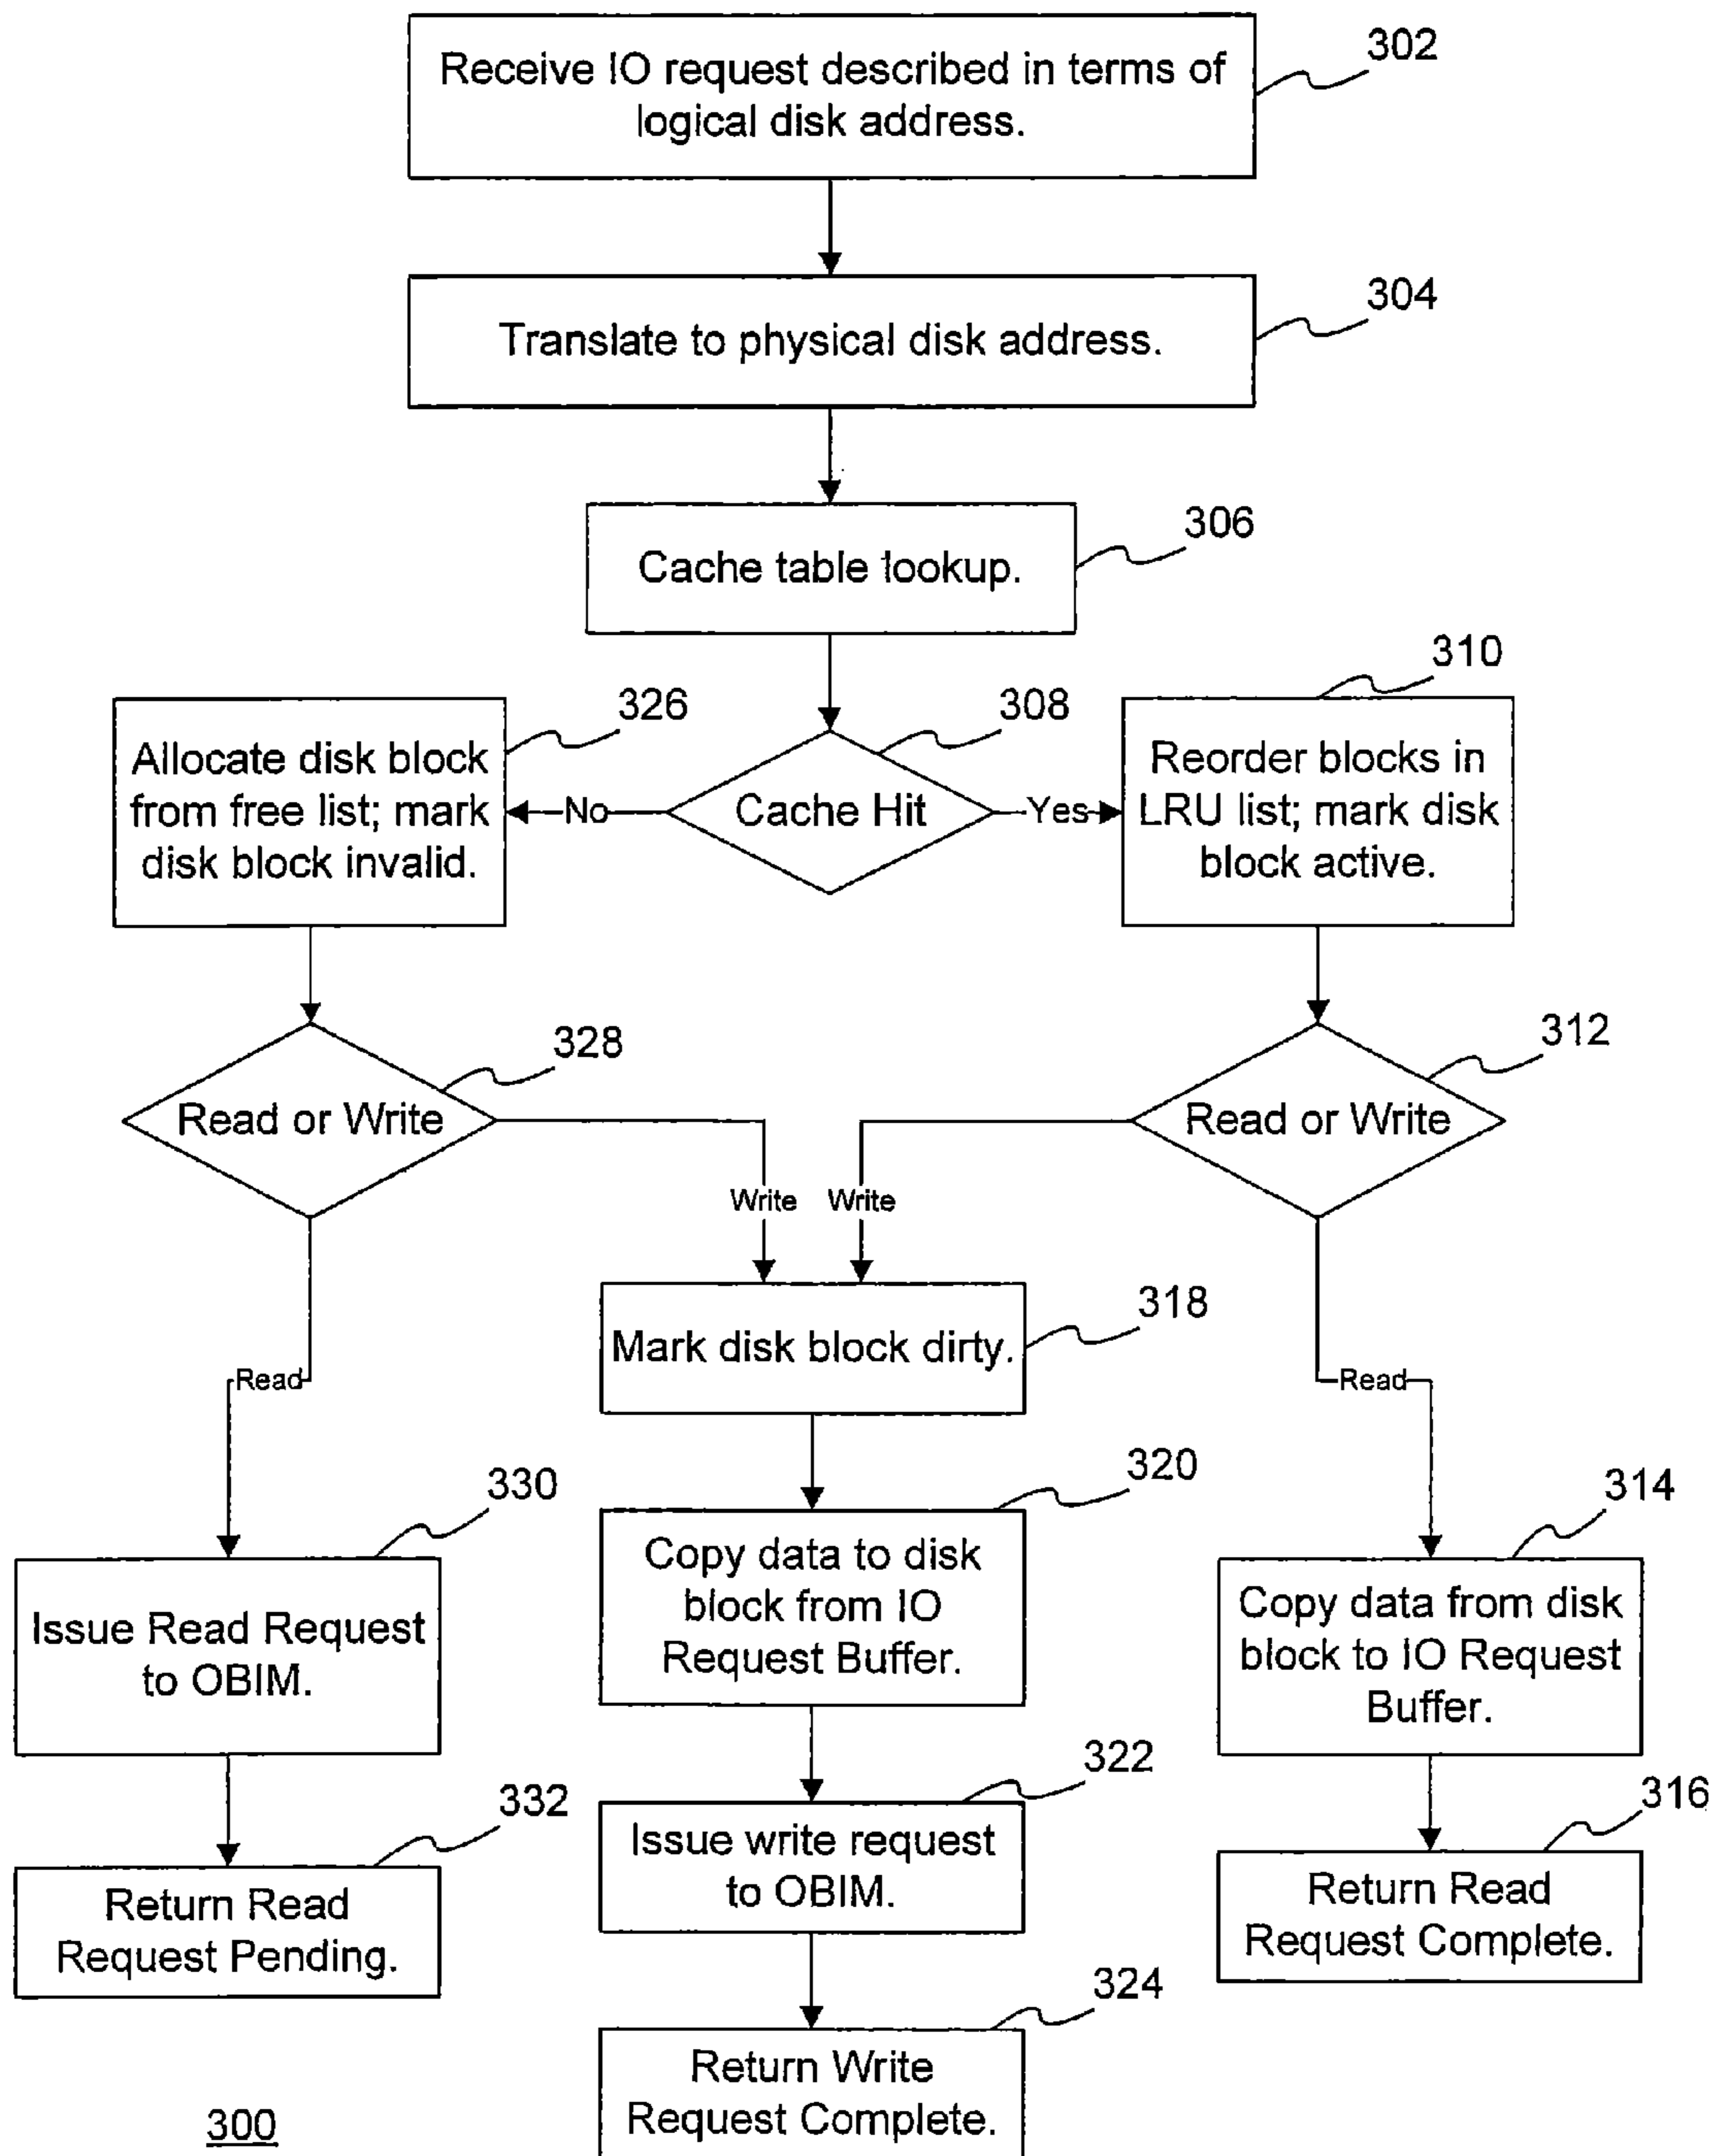 302
Receive IO request described in terms of
logical disk address.
304
Translate to physical disk address.
306
Cache table lookup.
310
326
308
Allocate disk block
from free list; mark
disk block invalid.
No
Cache Hit
Yes
Reorder blocks in
LRU list; mark disk
block active.
328
312
Read or Write
Read or Write
Write
Write
318
Mark disk block dirty.
Read
Read
320
330
314
Copy data to disk
block from IO
Request Buffer.
Issue Read Request
to OBIM.
Copy data from disk
block to IO Request
Buffer.
322
332
316
Issue write request
to OBIM.
Return Read
Request Pending.
Return Read
Request Complete.
324
Return Write
Request Complete.
300